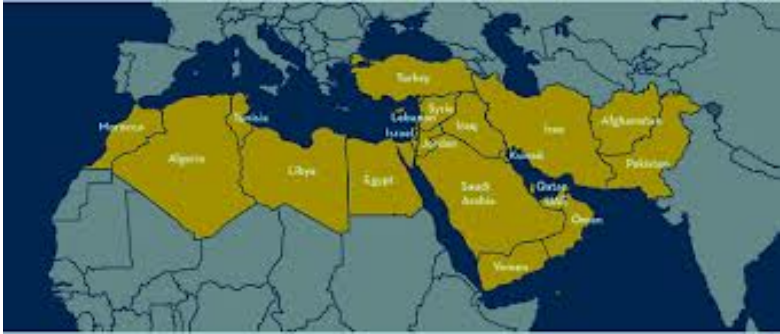 Turkey
Morocco
Tunisia
Lebanon
Syria
Israel
Iraq
Jordan
Iran
Afghanistan
Algeria
Libya
Egypt
Kuwait
Pakistan
Saudi
Arabia
Qatar
UAE
Oman
Yemen